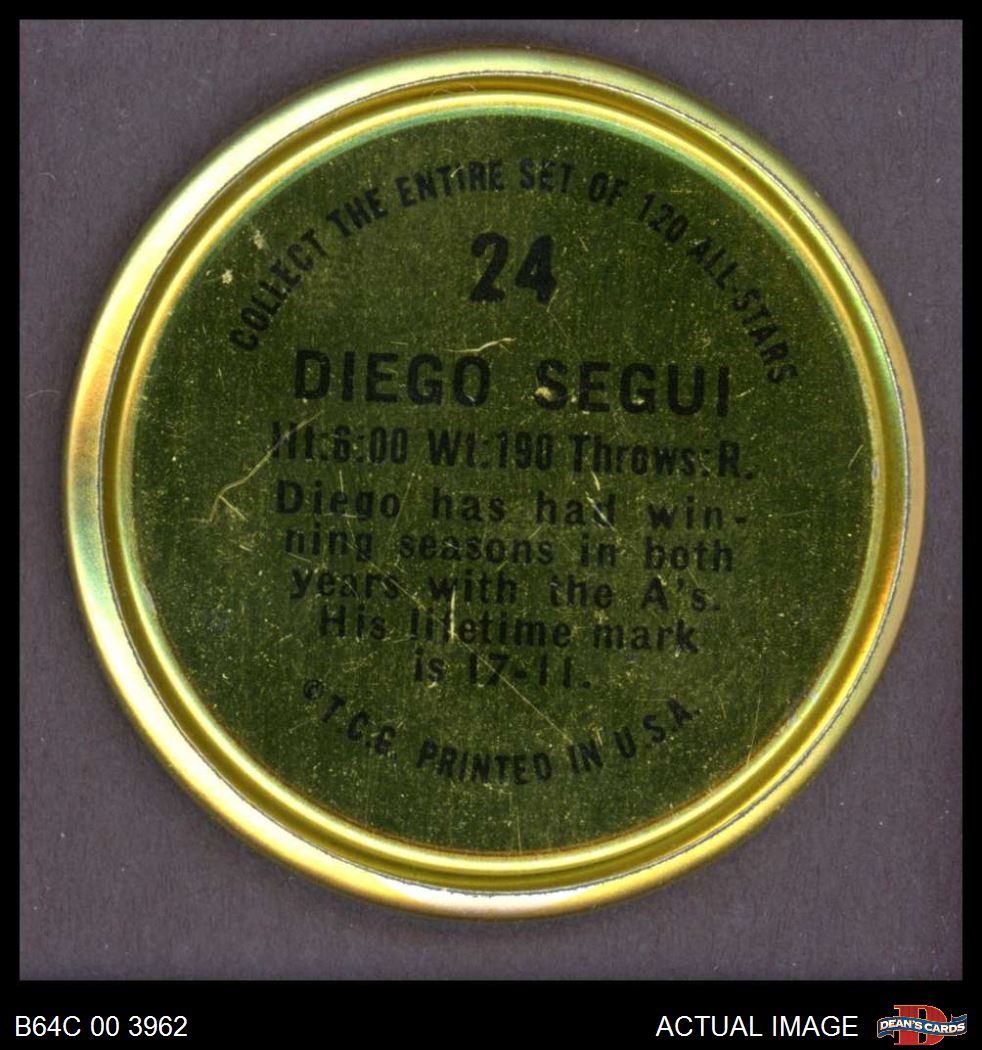 COLLECT THE ENTIRE SET OF 120 ALL-STARS
24
DIEGO SEGUI
Ht:6:00 Wt:190 Throws:R.
Diego has had win-
ning seasons in both
years with the A's.
His lifetime mark
is 17-11.
© T.C.G. PRINTED IN U.S.A.
B64C 00 3962
ACTUAL IMAGE
D
DEAN'S CARDS